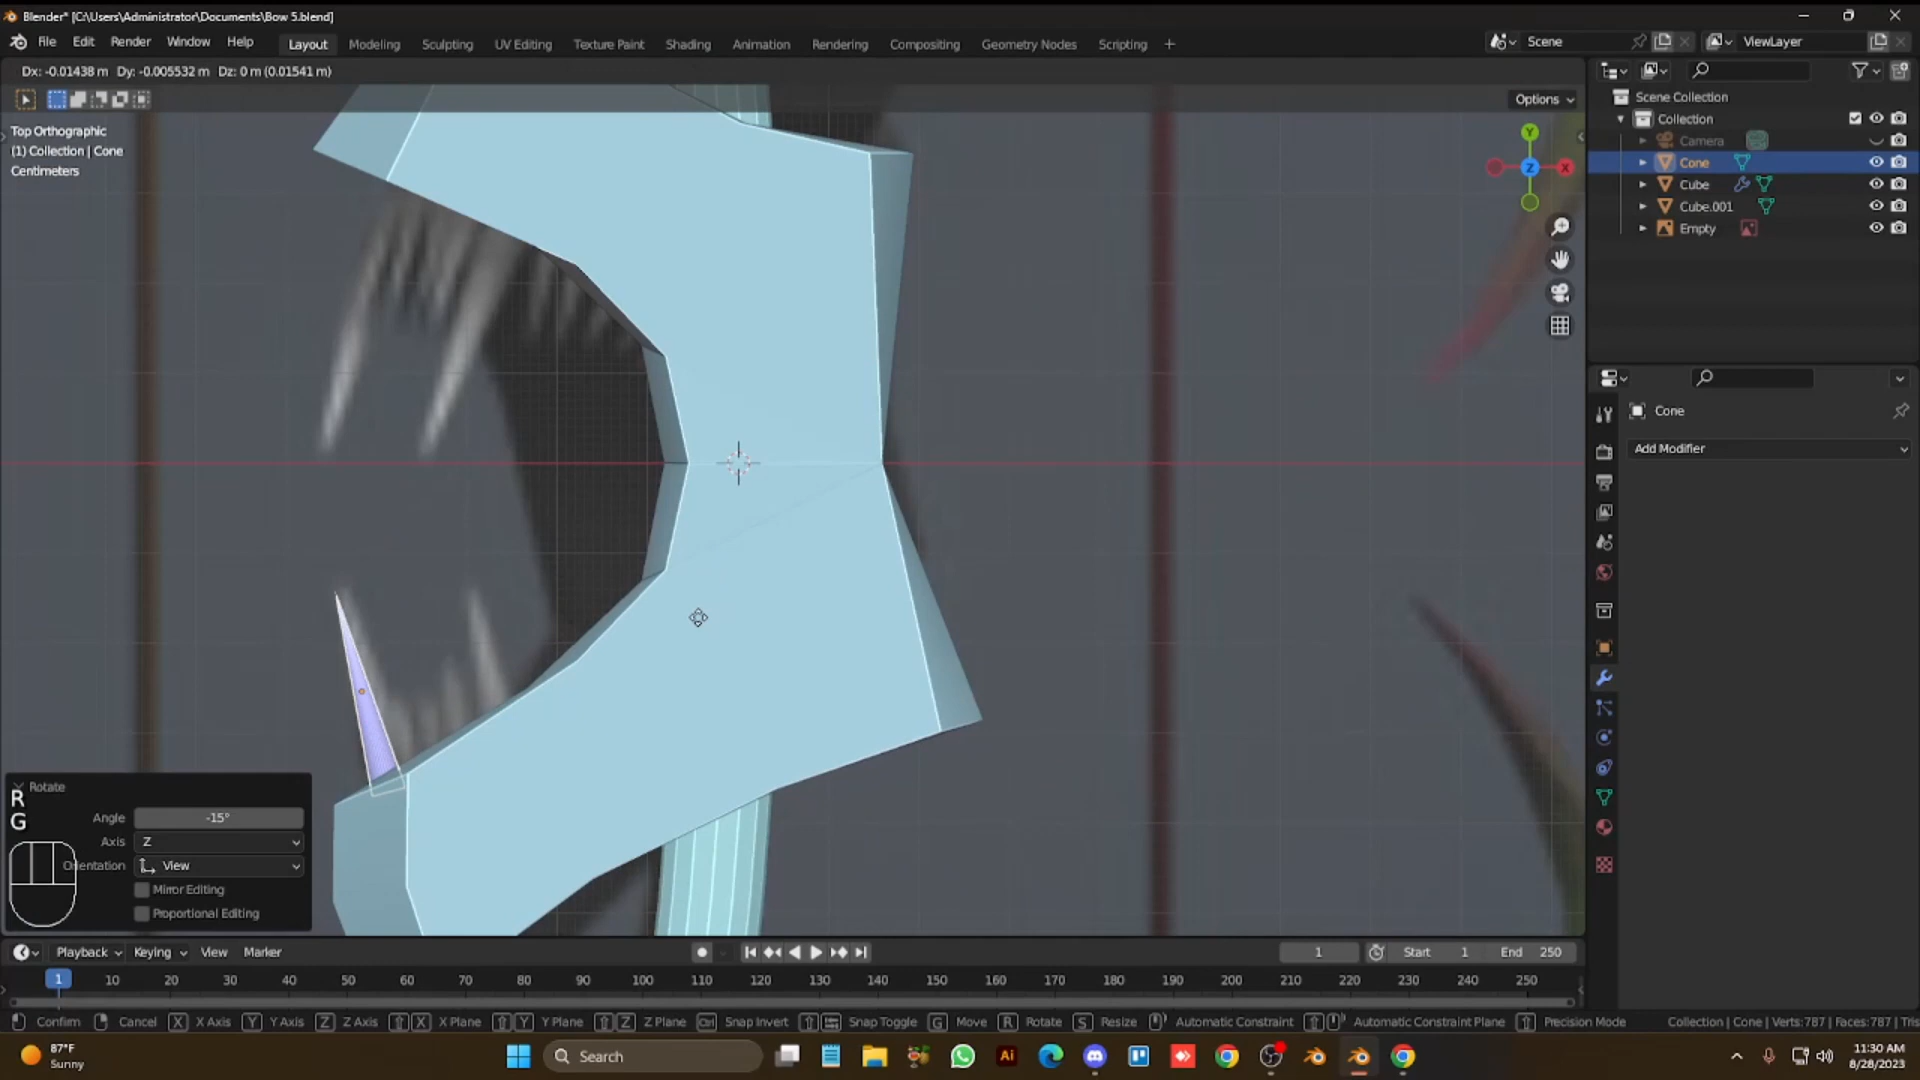 Blender* [C:\Users\Administrator\Documents\Bow 5.blend]
File Edit Render Window Help Layout Modeling Sculpting UV Editing Texture Paint Shading Animation Rendering Compositing Geometry Nodes Scripting + Scene ViewLayer
Dx: -0.01438 m Dy: -0.005532 m Dz: 0 m (0.01541 m)
Options
Top Orthographic
(1) Collection | Cone
Centimeters
Y
Z X
Scene Collection
Collection
Camera
Cone
Cube
Cube.001
Empty
Cone
Add Modifier
Rotate
R
Angle -15°
G
Axis Z
Orientation View
Mirror Editing
Proportional Editing
Playback Keying View Marker 1 Start 1 End 250
1 10 20 30 40 50 60 70 80 90 100 110 120 130 140 150 160 170 180 190 200 210 220 230 240 250
Confirm Cancel X X Axis Y Y Axis Z Z Axis X X Plane Y Y Plane Z Z Plane Ctrl Snap Invert Snap Toggle G Move R Rotate S Resize Automatic Constraint Automatic Constraint Plane Precision Mode Collection | Cone | Verts:787 | Faces:787 | Tris
87°F
Sunny
Search
Ai
11:30 AM
8/28/2023